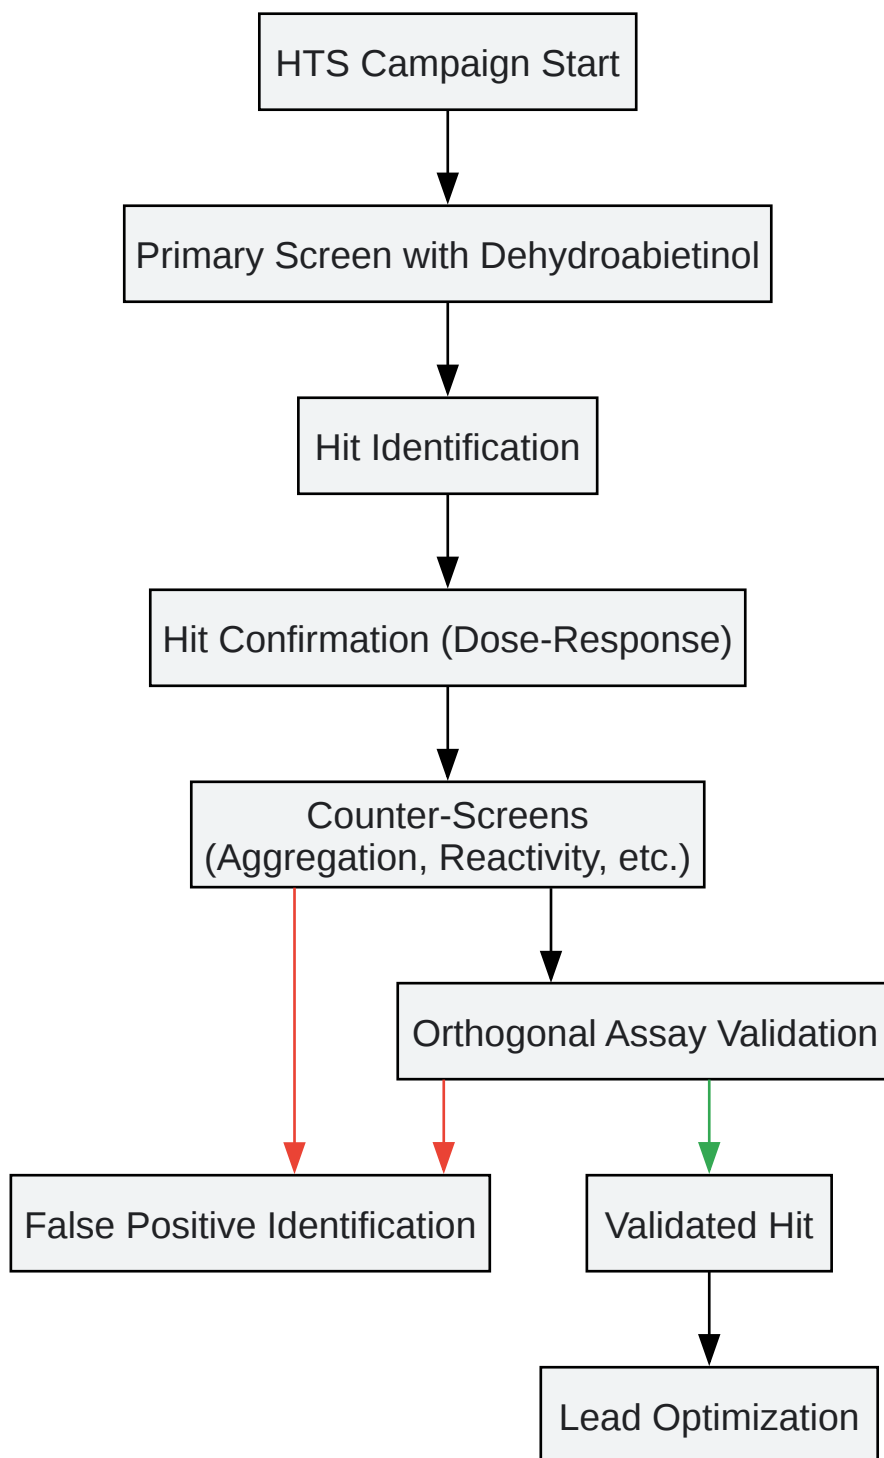 HTS Campaign Start
Primary Screen with Dehydroabietinol
Hit Identification
Hit Confirmation (Dose-Response)
Counter-Screens
(Aggregation, Reactivity, etc.)
Orthogonal Assay Validation
False Positive Identification
Validated Hit
Lead Optimization